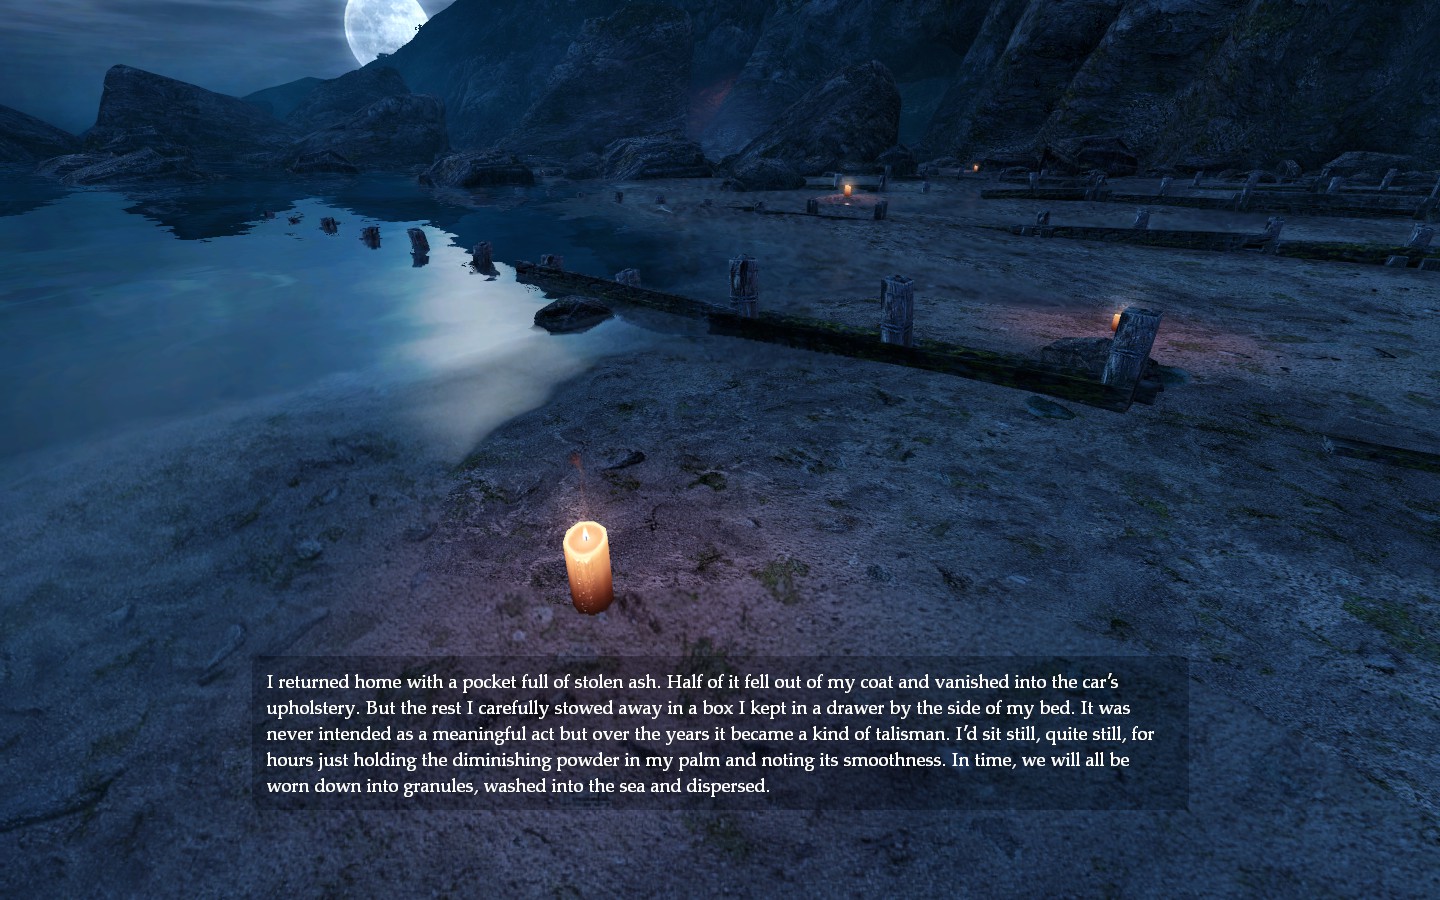 I returned home with a pocket full of stolen ash. Half of it fell out of my coat and vanished into the car's
upholstery. But the rest I carefully stowed away in a box I kept in a drawer by the side of my bed. It was
never intended as a meaningful act but over the years it became a kind of talisman. I'd sit still, quite still, for
hours just holding the diminishing powder in my palm and noting its smoothness. In time, we will all be
worn down into granules, washed into the sea and dispersed.